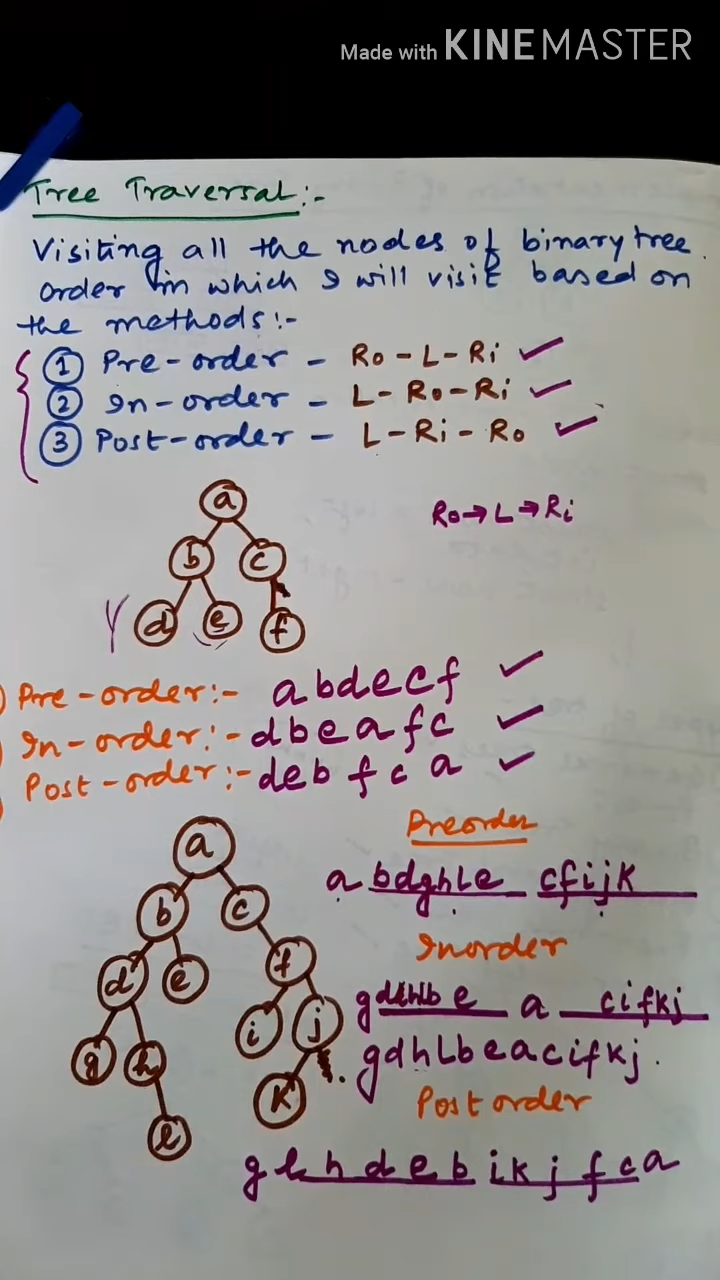 Made with KINEMASTER
Tree Traversal:-
Visiting all the nodes of binary tree.
order in which I will visit based on
the methods:-
① Pre-order - Ro-L-Ri
② In-order - L-Ro-Ri
③ Post-order - L-Ri-Ro
a
Ro→L→Ri
b c
d e f
Pre-order:- abdecf
In-order:- dbeafc
Post-order:- debfca
a
Preorder
a bdghle cfijk
b c
Inorder
d e f
g e a cifkj
i j
gdhlbeacifkj.
g h
k
Postorder
l
glhdeb ikjfca